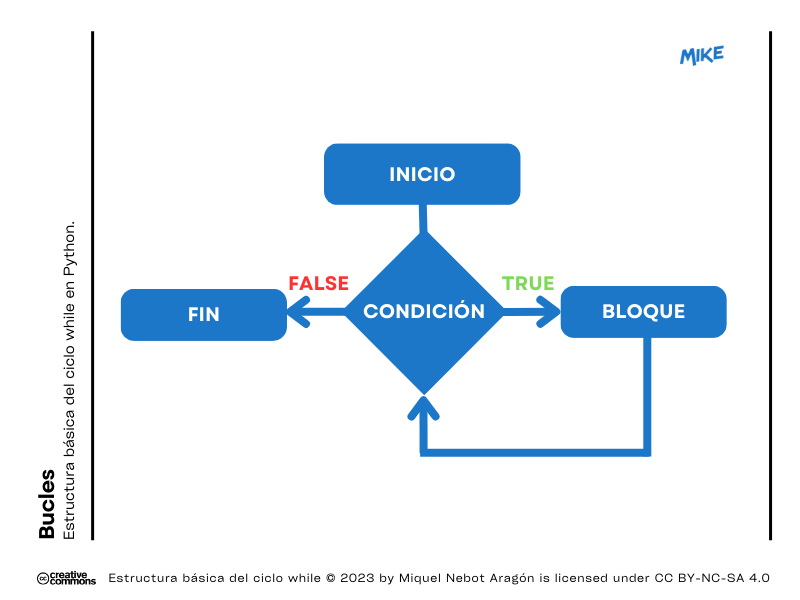 MIKE
INICIO
FALSE
TRUE
FIN
CONDICIÓN
BLOQUE
Bucles
Estructura básica del ciclo while en Python.
cc creative commons
Estructura básica del ciclo while © 2023 by Miquel Nebot Aragón is licensed under CC BY-NC-SA 4.0